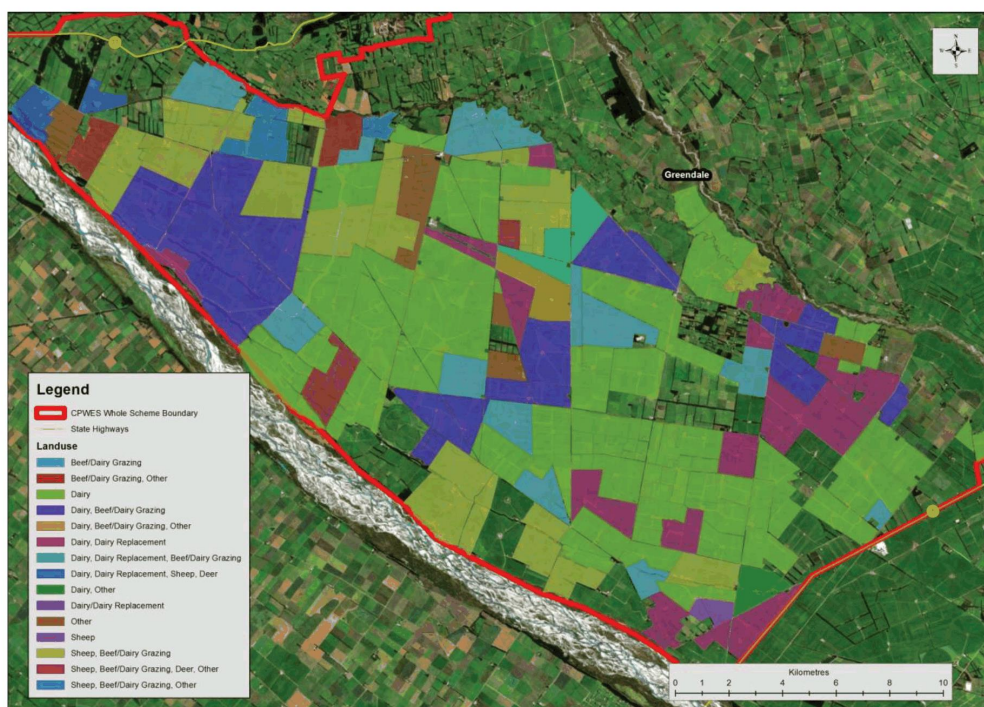 N
W E
S
Greendale
Legend
CPWES Whole Scheme Boundary
State Highways
Landuse
Beef/Dairy Grazing
Beef/Dairy Grazing, Other
Dairy
Dairy, Beef/Dairy Grazing
Dairy, Beef/Dairy Grazing, Other
Dairy, Dairy Replacement
Dairy, Dairy Replacement, Beef/Dairy Grazing
Dairy, Dairy Replacement, Sheep, Deer
Dairy, Other
Dairy/Dairy Replacement
Other
Sheep
Sheep, Beef/Dairy Grazing
Sheep, Beef/Dairy Grazing, Deer, Other
Sheep, Beef/Dairy Grazing, Other
Kilometres
0 1 2 4 6 8 10